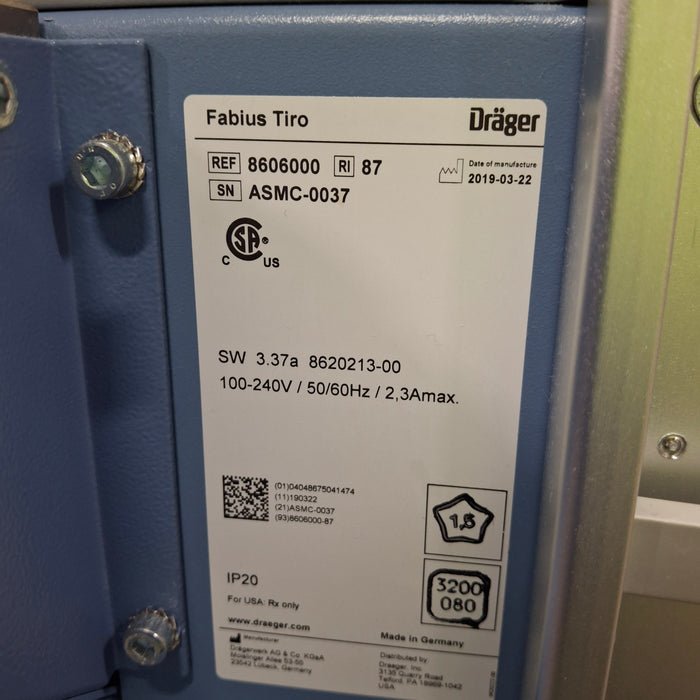 Fabius Tiro
Dräger
REF 8606000 RI 87
SN ASMC-0037
Date of manufacture
2019-03-22
CSA®
C US
SW 3.37a 8620213-00
100-240V / 50/60Hz / 2,3Amax.
(01)04048675041474
(11)190322
(21)ASMC-0037
(93)8606000-87
1,5
IP20
3200
080
For USA: Rx only
www.draeger.com
Made in Germany
Manufacturer
Drägerwerk AG & Co. KGaA
Moislinger Allee 53-55
23542 Lübeck, Germany
Distributed by
Draeger, Inc.
3135 Quarry Road
Telford, PA 18969-1042
USA